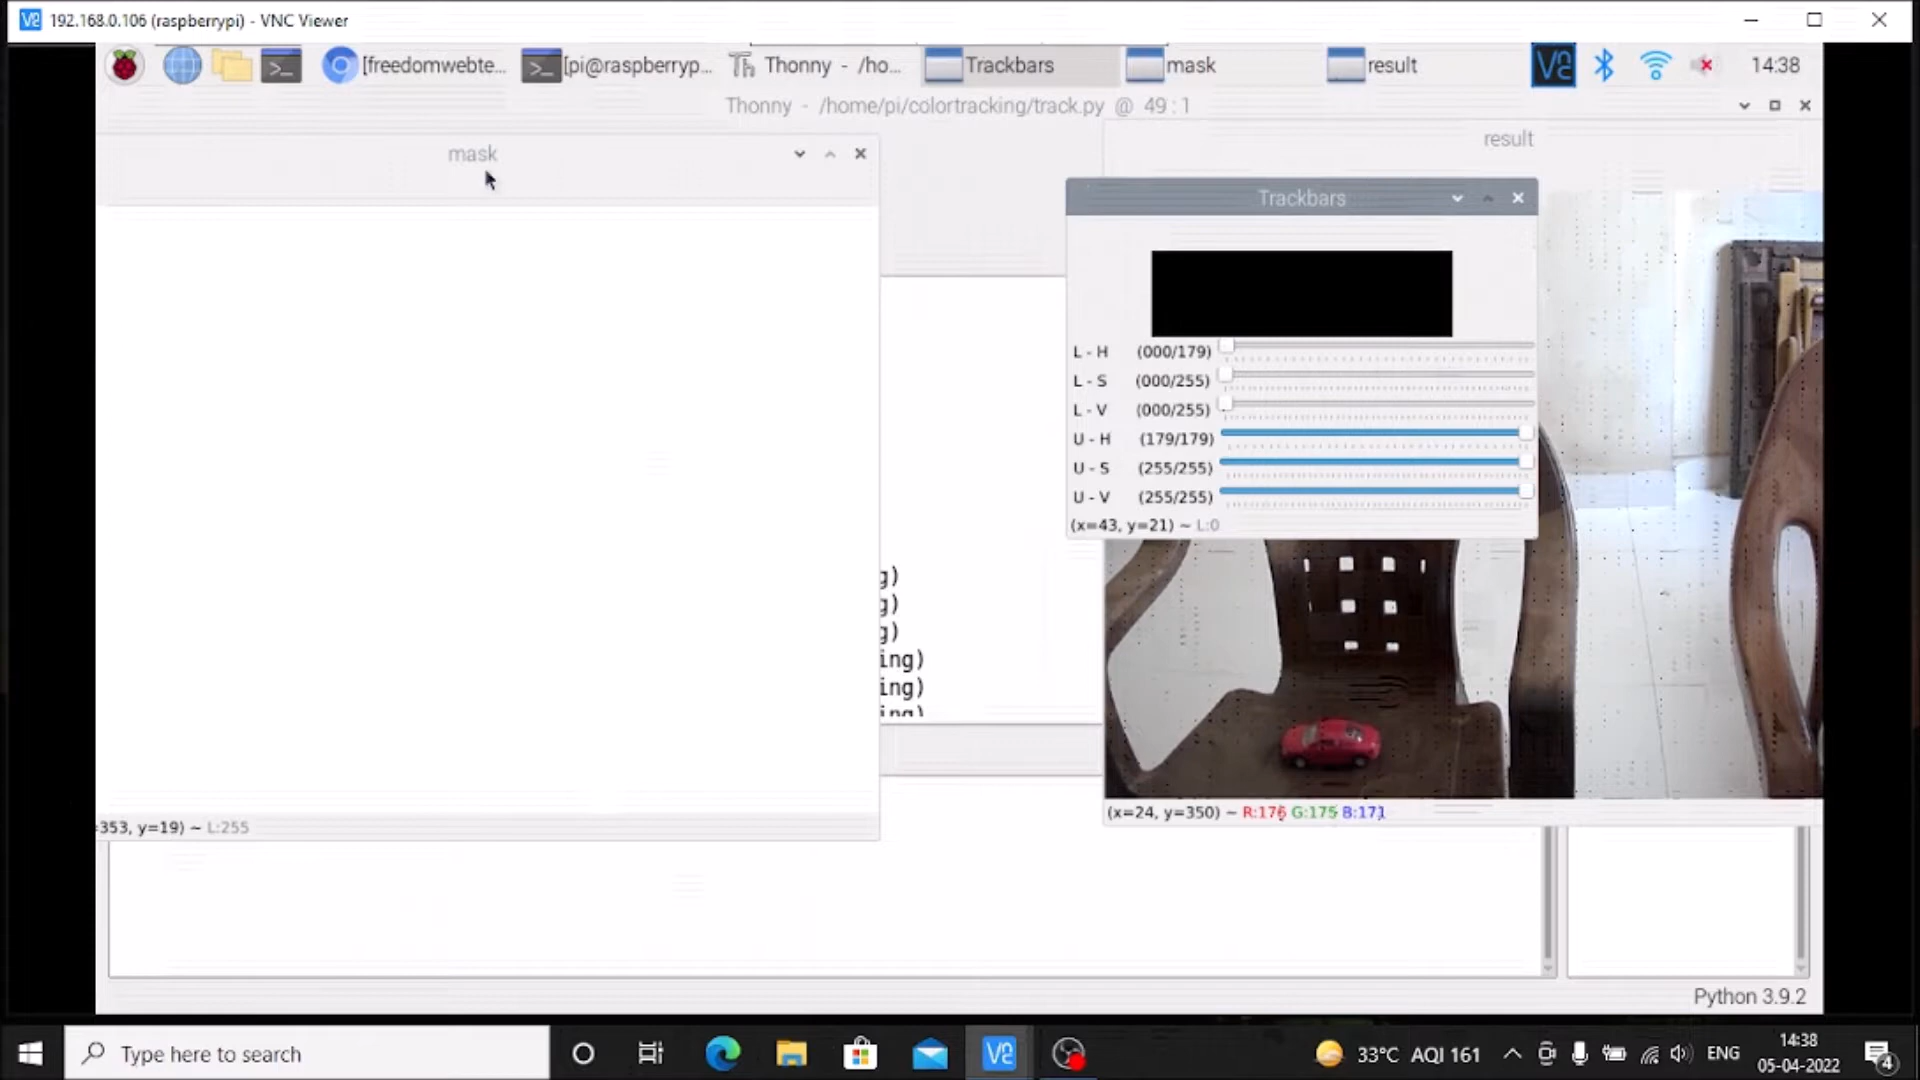 192.168.0.106 (raspberrypi) - VNC Viewer
[freedomwebte... [pi@raspberryp... Thonny - /ho... Trackbars mask result 14:38
Thonny - /home/pi/colortracking/track.py @ 49 : 1
result
mask
Trackbars
L - H (000/179)
L - S (000/255)
L - V (000/255)
U - H (179/179)
U - S (255/255)
U - V (255/255)
(x=43, y=21) ~ L:0
g)
g)
g)
ing)
ing)
ing)
(x=24, y=350) ~ R:176 G:175 B:171
=353, y=19) ~ L:255
Python 3.9.2
Type here to search
33°C AQI 161
ENG
14:38
05-04-2022
4